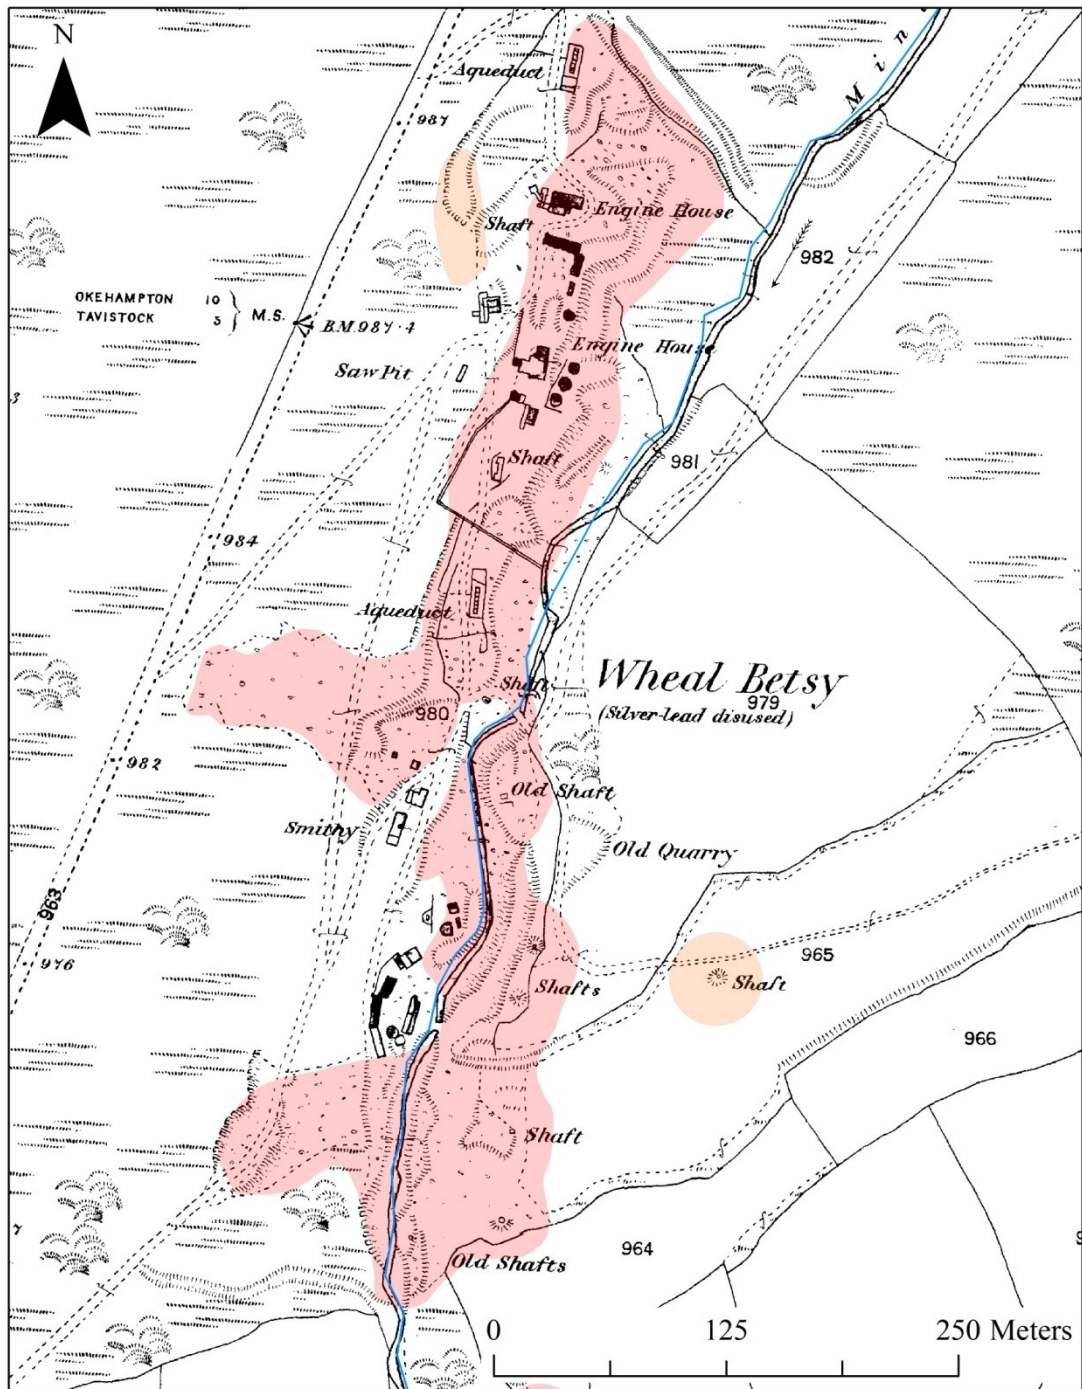 N
Aqueduct
Min
987
Engine House
Shaft
982
OKEHAMPTON 10
TAVISTOCK 5
} M.S.
B.M.987.4
Engine House
Saw Pit
3
Shaft
981
984
Aqueduct
Wheal Betsy
Shaft
979
980
(Silver-lead disused)
982
Old Shaft
Smithy
Old Quarry
963
965
976
Shaft
Shafts
966
Shaft
964
Old Shafts
0 125 250 Meters